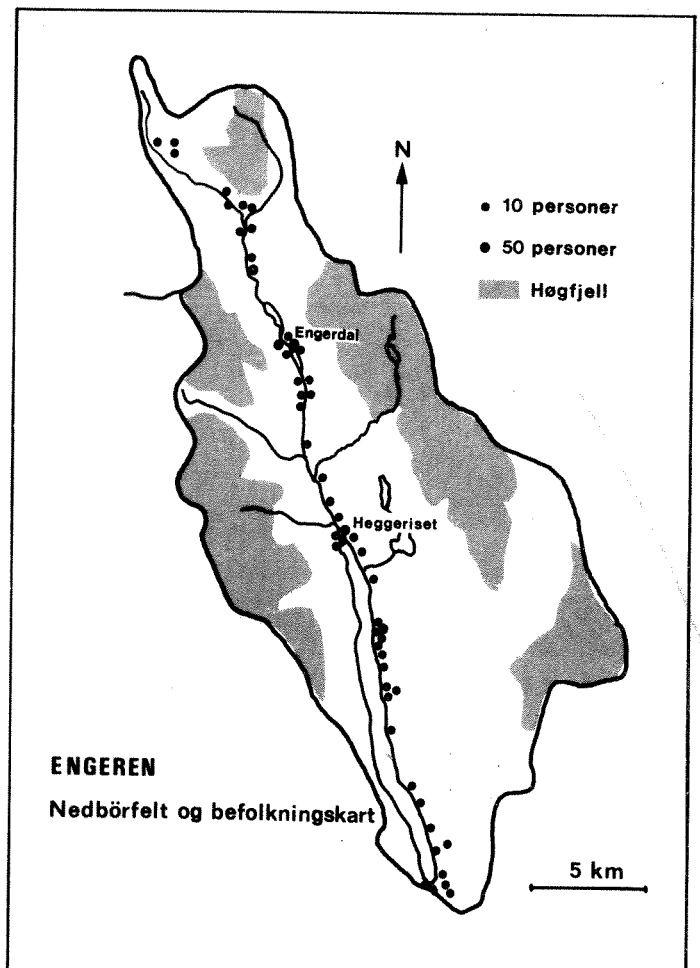 N
10 personer
50 personer
Høgfjell
Engerdal
Heggeriset
ENGEREN
Nedbörfelt og befolkningskart
5 km